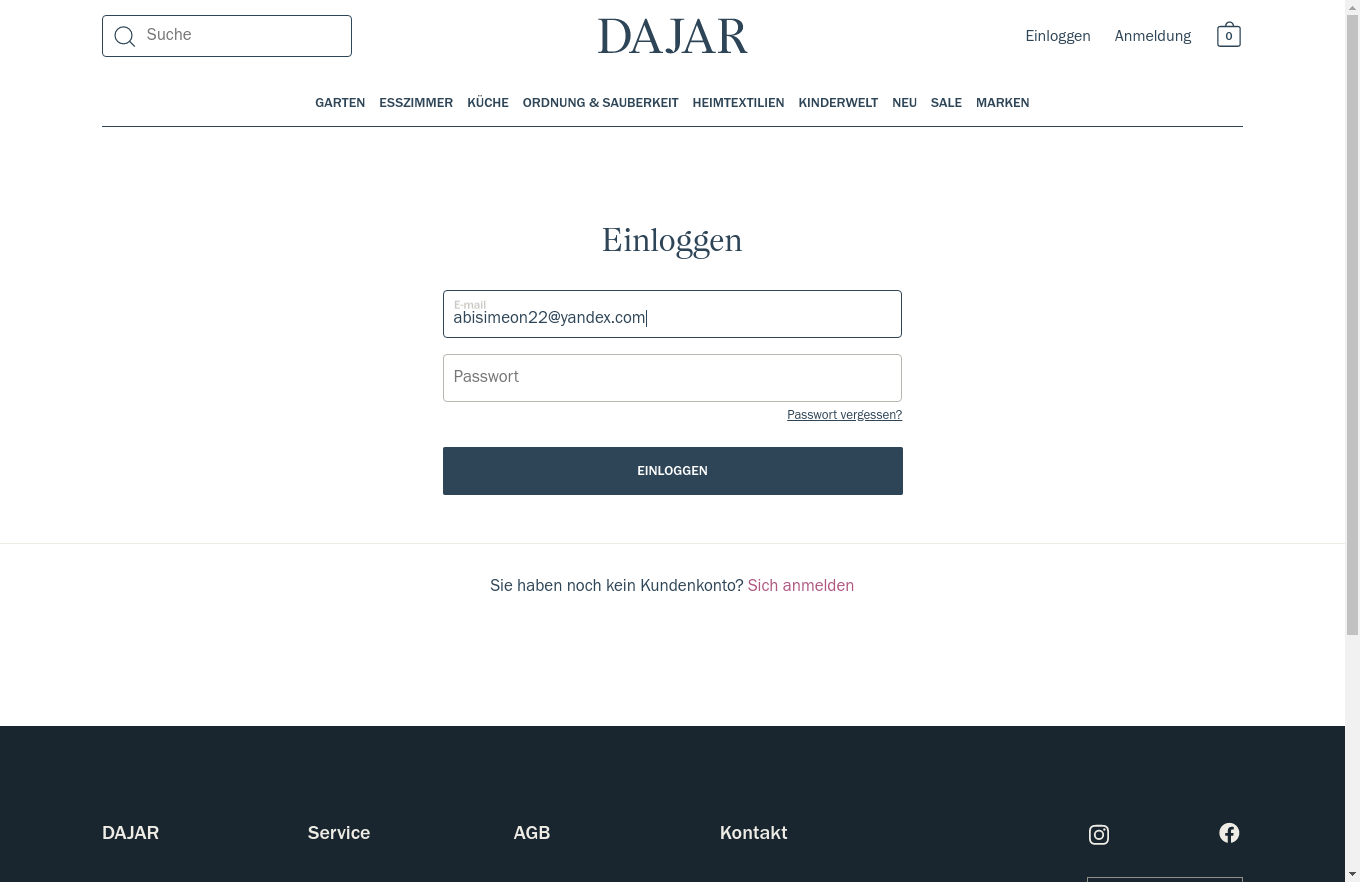 Suche
DAJAR
Einloggen
Anmeldung
0
GARTEN ESSZIMMER KÜCHE ORDNUNG & SAUBERKEIT HEIMTEXTILIEN KINDERWELT NEU SALE MARKEN
Einloggen
E-mail
abisimeon22@yandex.com
Passwort
Passwort vergessen?
EINLOGGEN
Sie haben noch kein Kundenkonto? Sich anmelden
DAJAR
Service
AGB
Kontakt